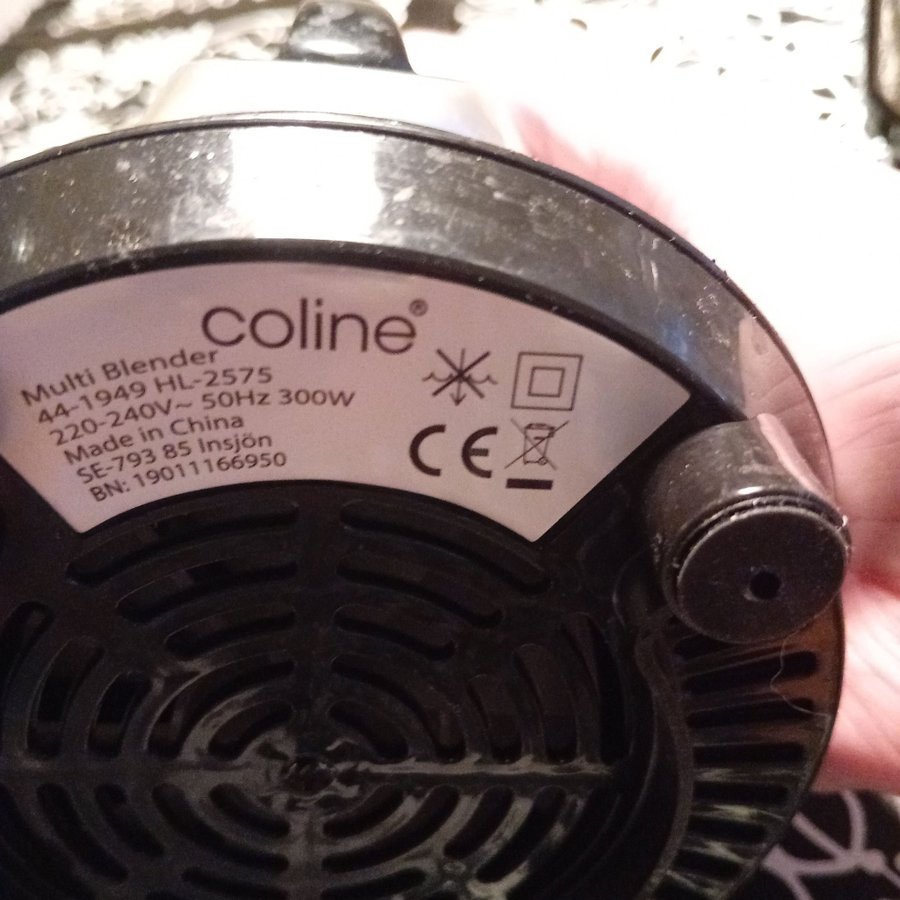 coline®
Multi Blender
44-1949 HL-2575
220-240V~ 50Hz 300W
Made in China
SE-793 85 Insjön
BN: 19011166950
CE